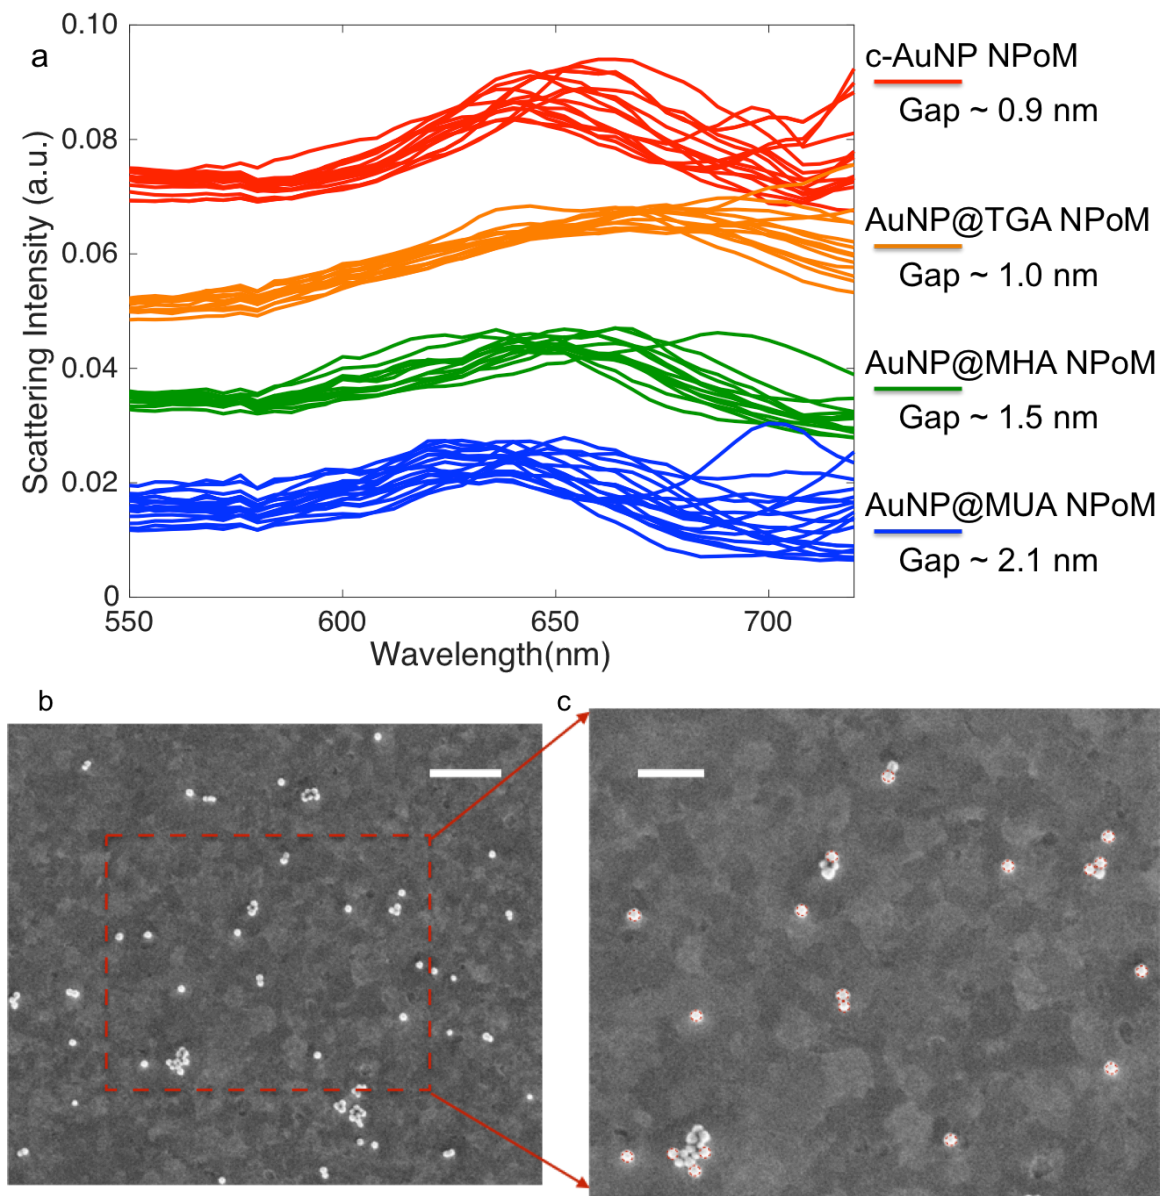 a
0.10
0.08
0.06
0.04
0.02
0
Scattering Intensity (a.u.)
550
600
650
700
Wavelength(nm)
c-AuNP NPoM
Gap ~ 0.9 nm
AuNP@TGA NPoM
Gap ~ 1.0 nm
AuNP@MHA NPoM
Gap ~ 1.5 nm
AuNP@MUA NPoM
Gap ~ 2.1 nm
b
c